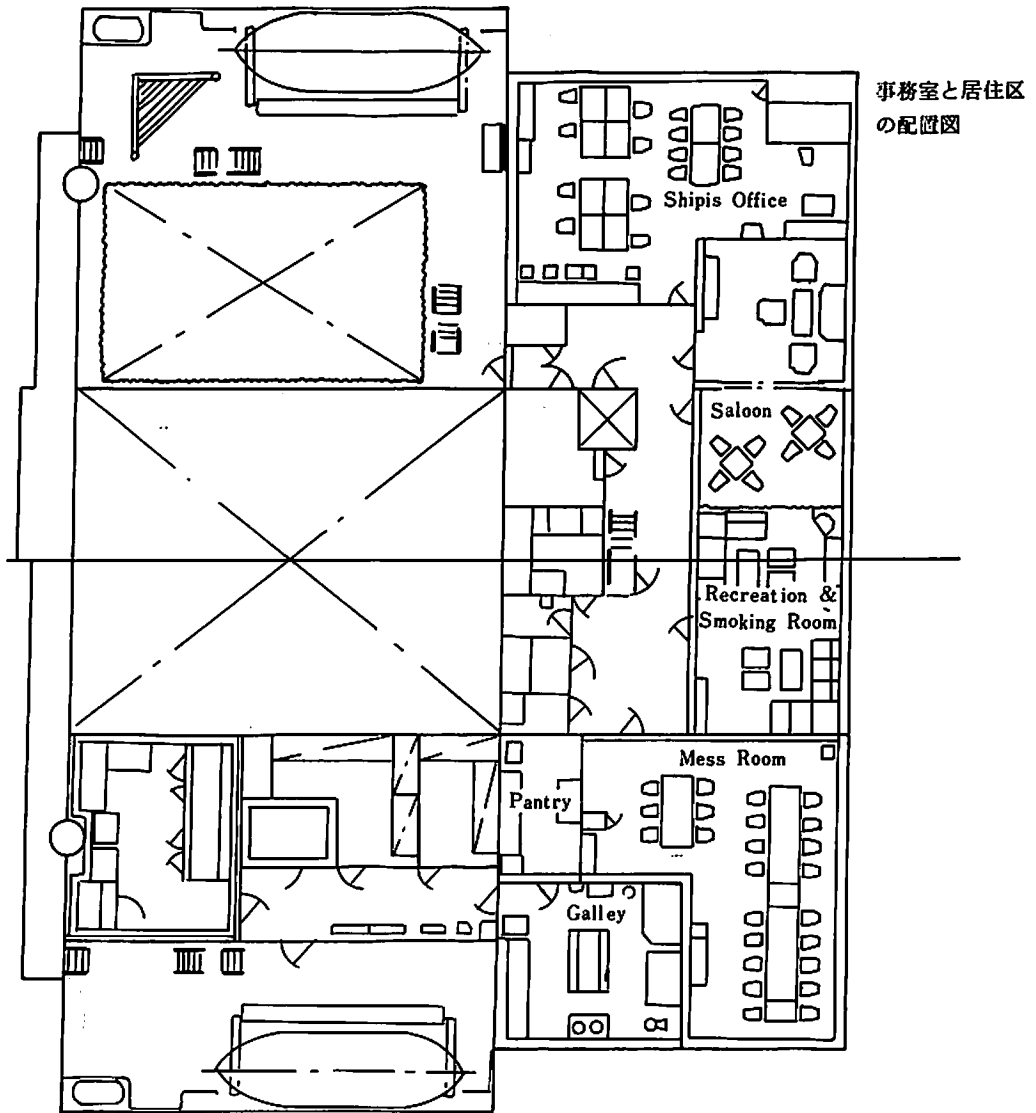 事務室と居住区
の配置図
Shipis Office
Saloon
Recreation &
Smoking Room
Mess Room
Pantry
Galley